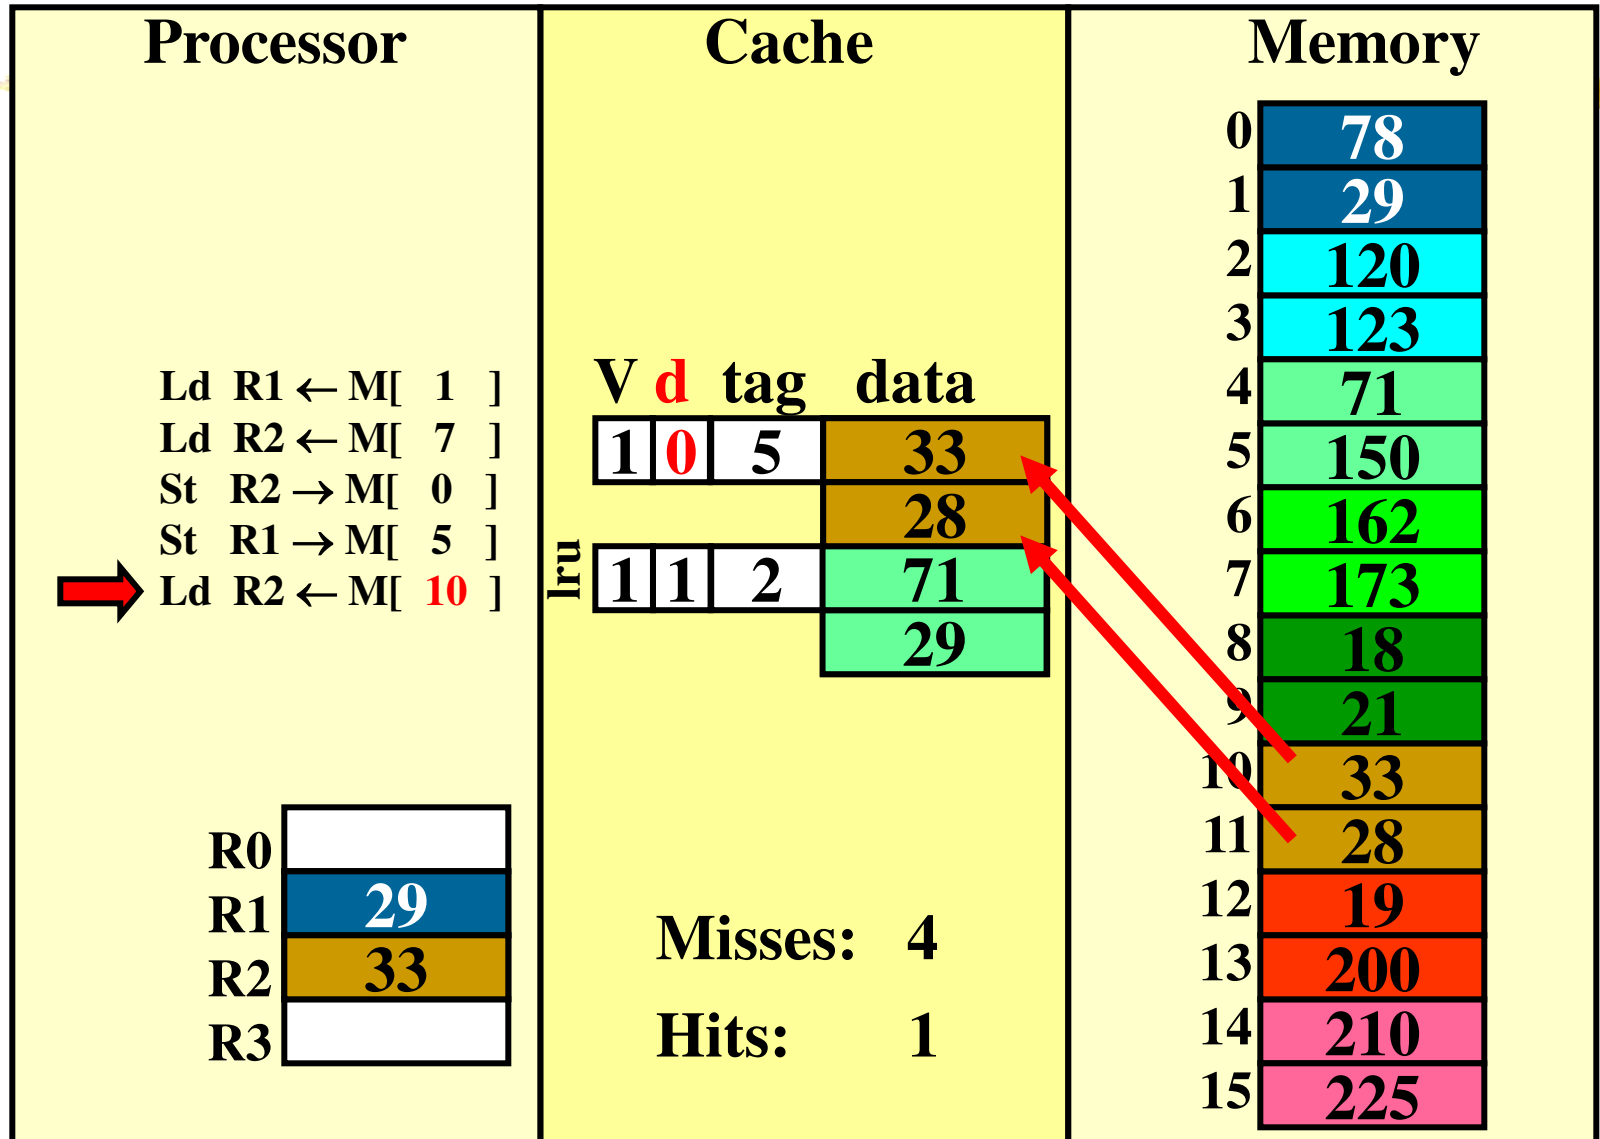 Processor
Ld R1 ← M[ 1 ]
Ld R2 ← M[ 7 ]
St R2 → M[ 0 ]
St R1 → M[ 5 ]
Ld R2 ← M[ 10 ]
R0
R1 29
R2 33
R3
Cache
V d tag data
1 0 5 33
28
lru
1 1 2 71
29
Misses: 4
Hits: 1
Memory
0 78
1 29
2 120
3 123
4 71
5 150
6 162
7 173
8 18
9 21
10 33
11 28
12 19
13 200
14 210
15 225